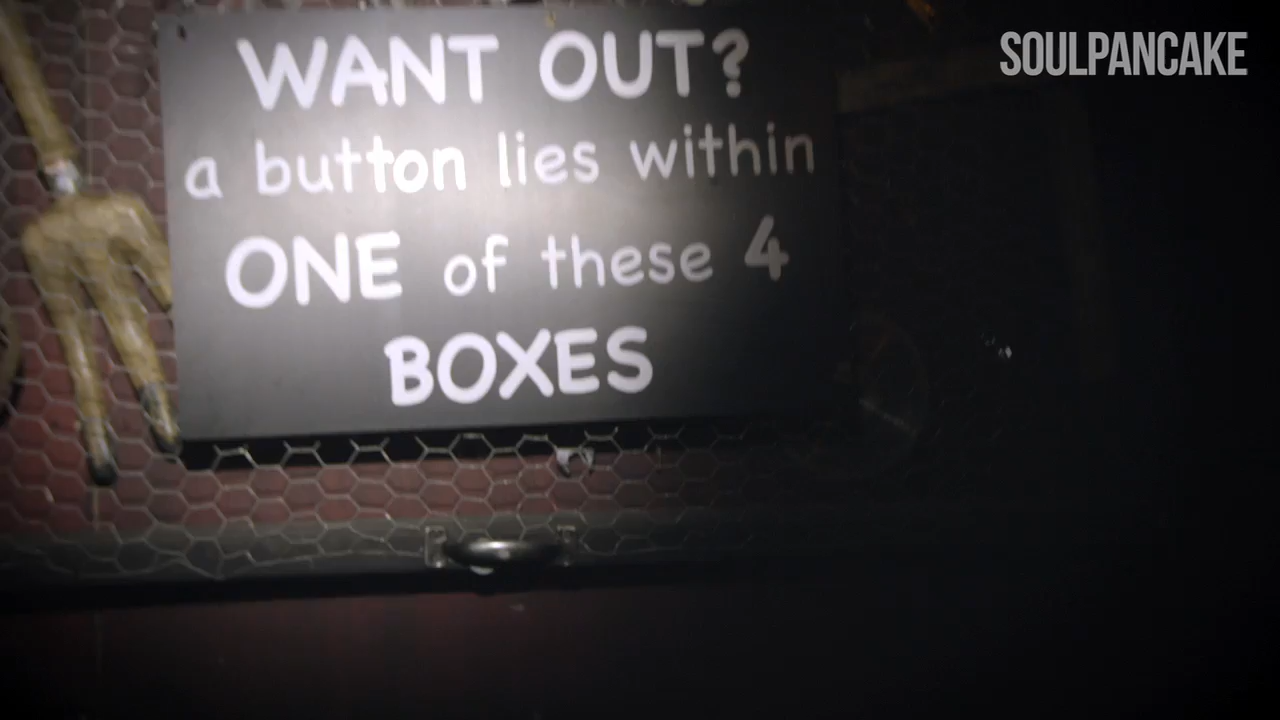 SOULPANCAKE
WANT OUT?
a button lies within
ONE of these 4
BOXES